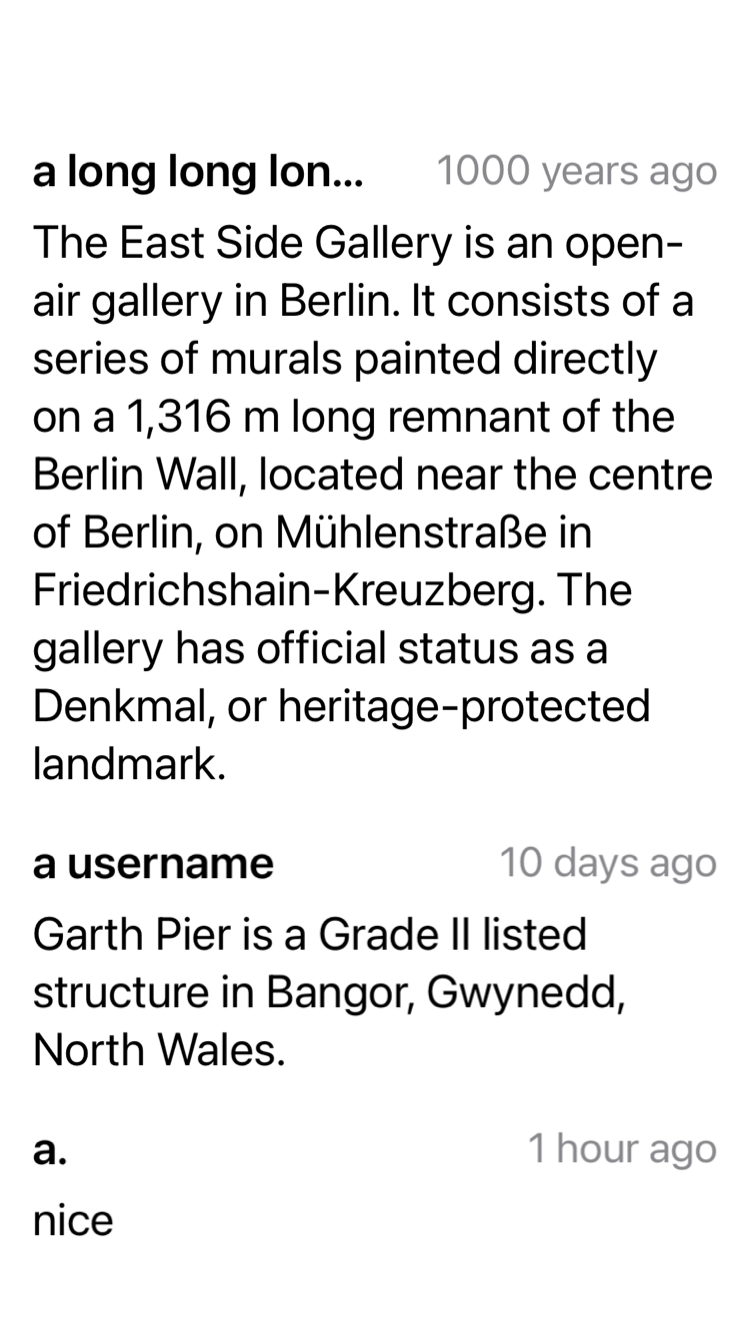 a long long lon... 1000 years ago
The East Side Gallery is an open-
air gallery in Berlin. It consists of a
series of murals painted directly
on a 1,316 m long remnant of the
Berlin Wall, located near the centre
of Berlin, on Mühlenstraße in
Friedrichshain-Kreuzberg. The
gallery has official status as a
Denkmal, or heritage-protected
landmark.
a username 10 days ago
Garth Pier is a Grade II listed
structure in Bangor, Gwynedd,
North Wales.
a. 1 hour ago
nice